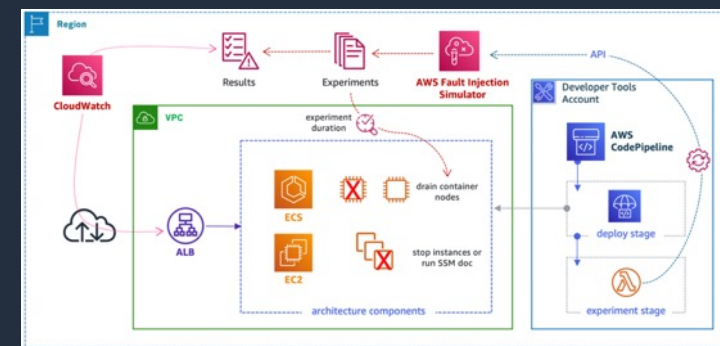 Region
CloudWatch
Results
Experiments
AWS Fault Injection
Simulator
API
Developer Tools
Account
AWS
CodePipeline
deploy stage
experiment stage
VPC
experiment
duration
ALB
ECS
drain container
nodes
EC2
stop instances or
run SSM doc
architecture components